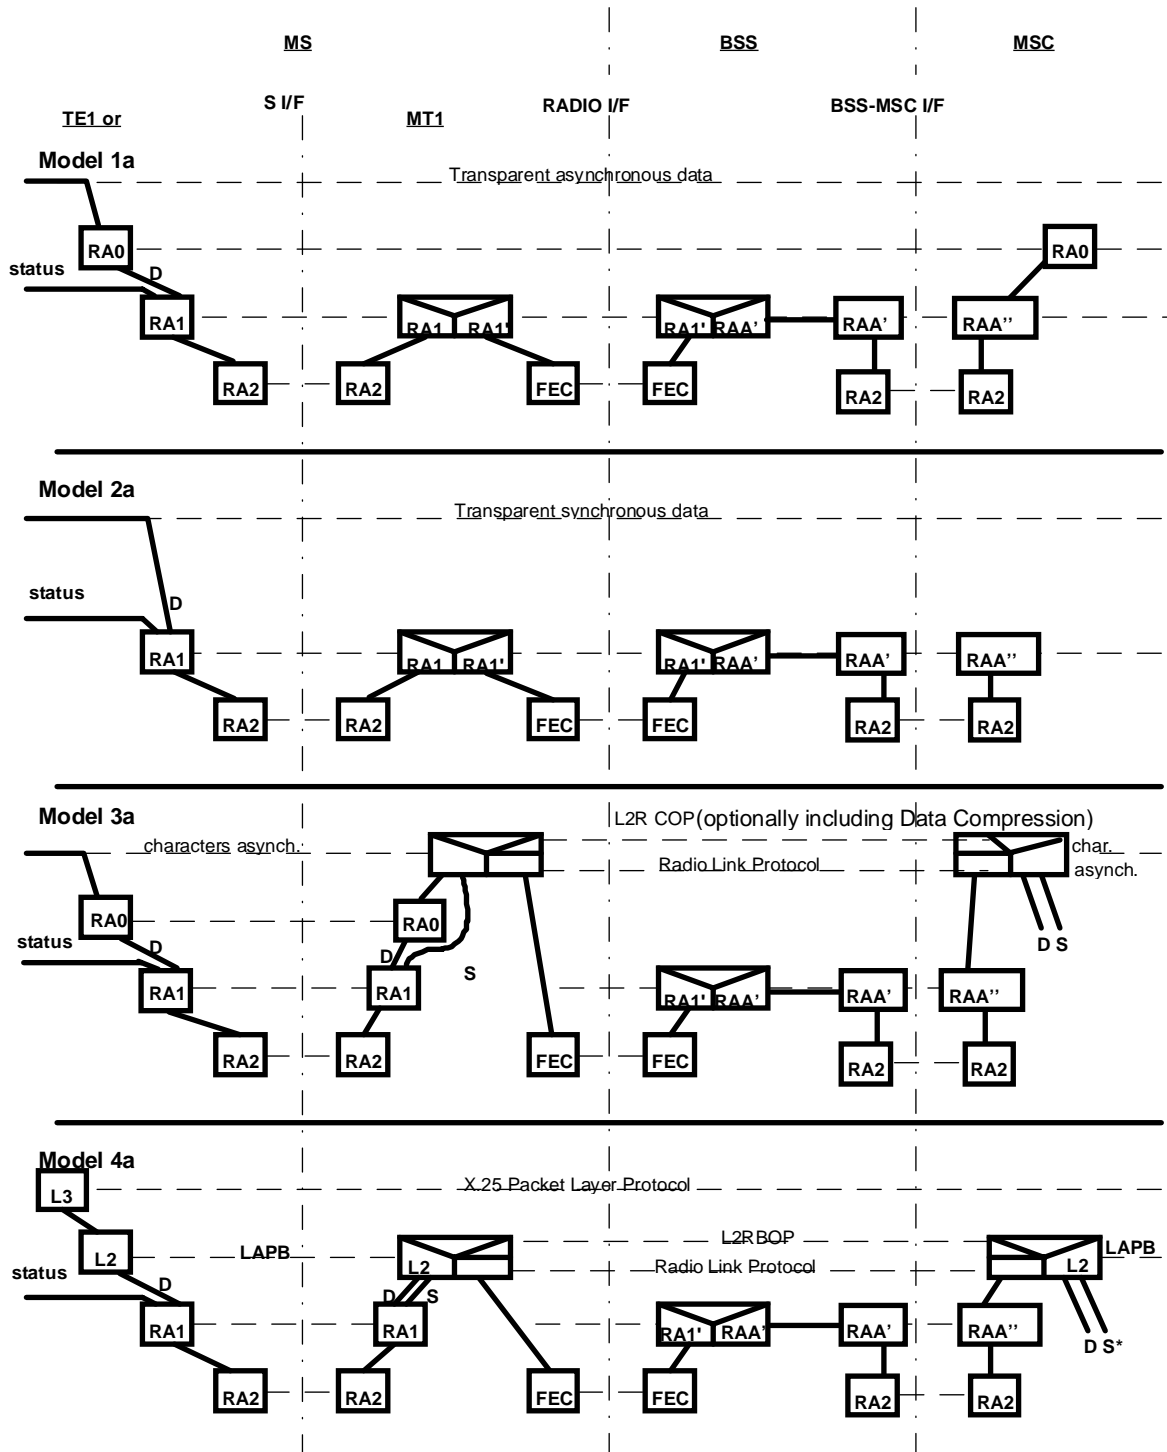 MS BSS MSC
S I/F RADIO I/F BSS-MSC I/F
TE1 or MT1
Model 1a
Transparent asynchronous data
RA0 RA0
status D
RA1 RA1 RA1' RA1' RAA' RAA' RAA''
RA2 RA2 FEC FEC RA2 RA2
Model 2a
Transparent synchronous data
status D
RA1 RA1 RA1' RA1' RAA' RAA' RAA''
RA2 RA2 FEC FEC RA2 RA2
Model 3a
L2R COP(optionally including Data Compression)
characters asynch. Radio Link Protocol char.
asynch.
RA0 RA0
status D D S D S
RA1 RA1 RA1' RAA' RAA' RAA''
RA2 RA2 FEC FEC RA2 RA2
Model 4a
L3 X.25 Packet Layer Protocol
L2RBOP
L2 LAPB L2 Radio Link Protocol L2 LAPB
status D D S
RA1 RA1 RA1' RAA' RAA' RAA''
D S*
RA2 RA2 FEC FEC RA2 RA2